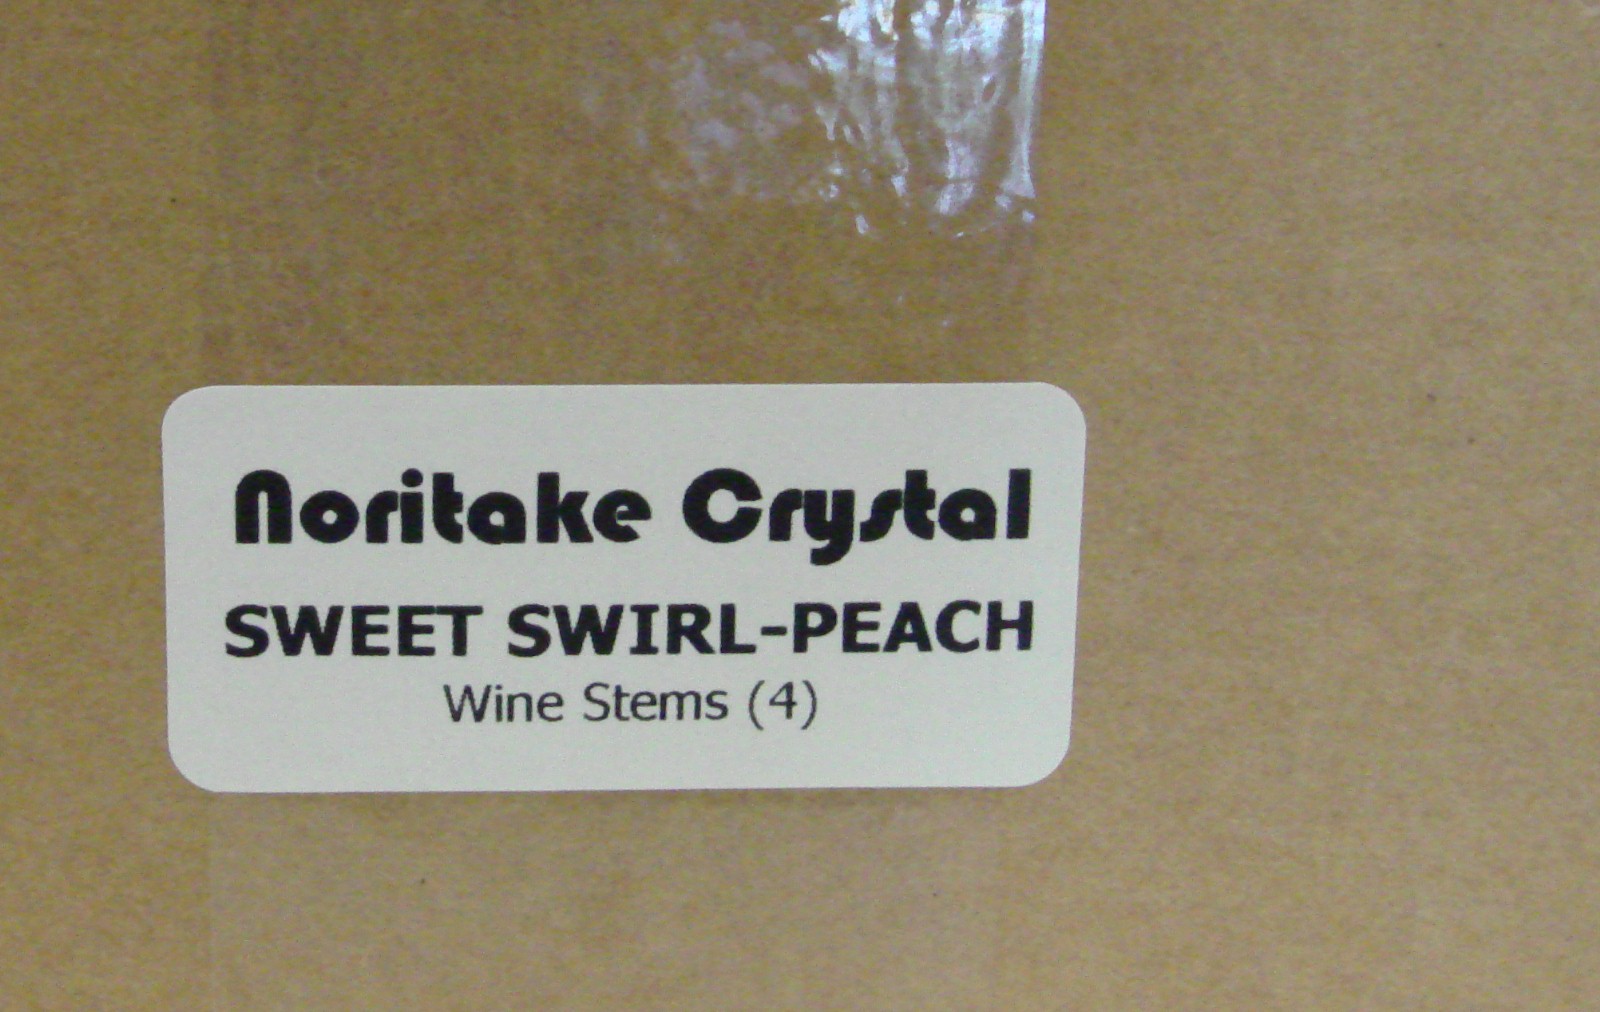 Noritake Crystal
SWEET SWIRL-PEACH
Wine Stems (4)